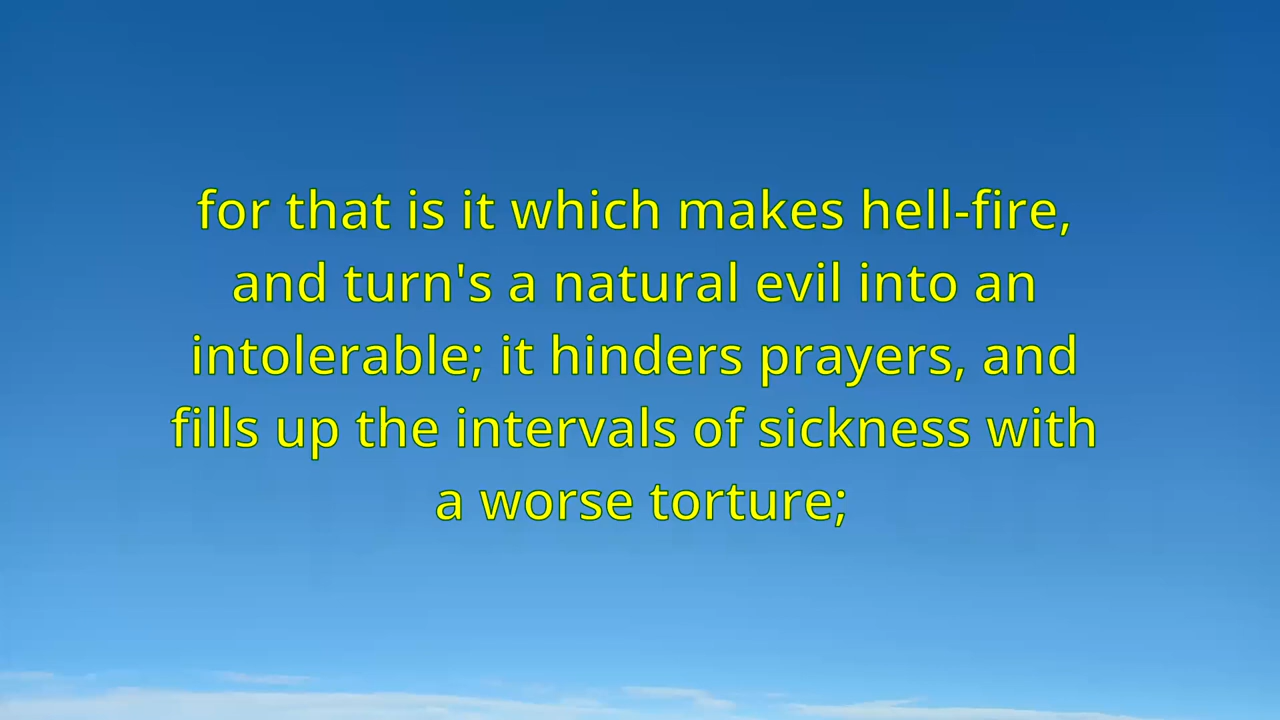 for that is it which makes hell-fire,
and turn's a natural evil into an
intolerable; it hinders prayers, and
fills up the intervals of sickness with
a worse torture;